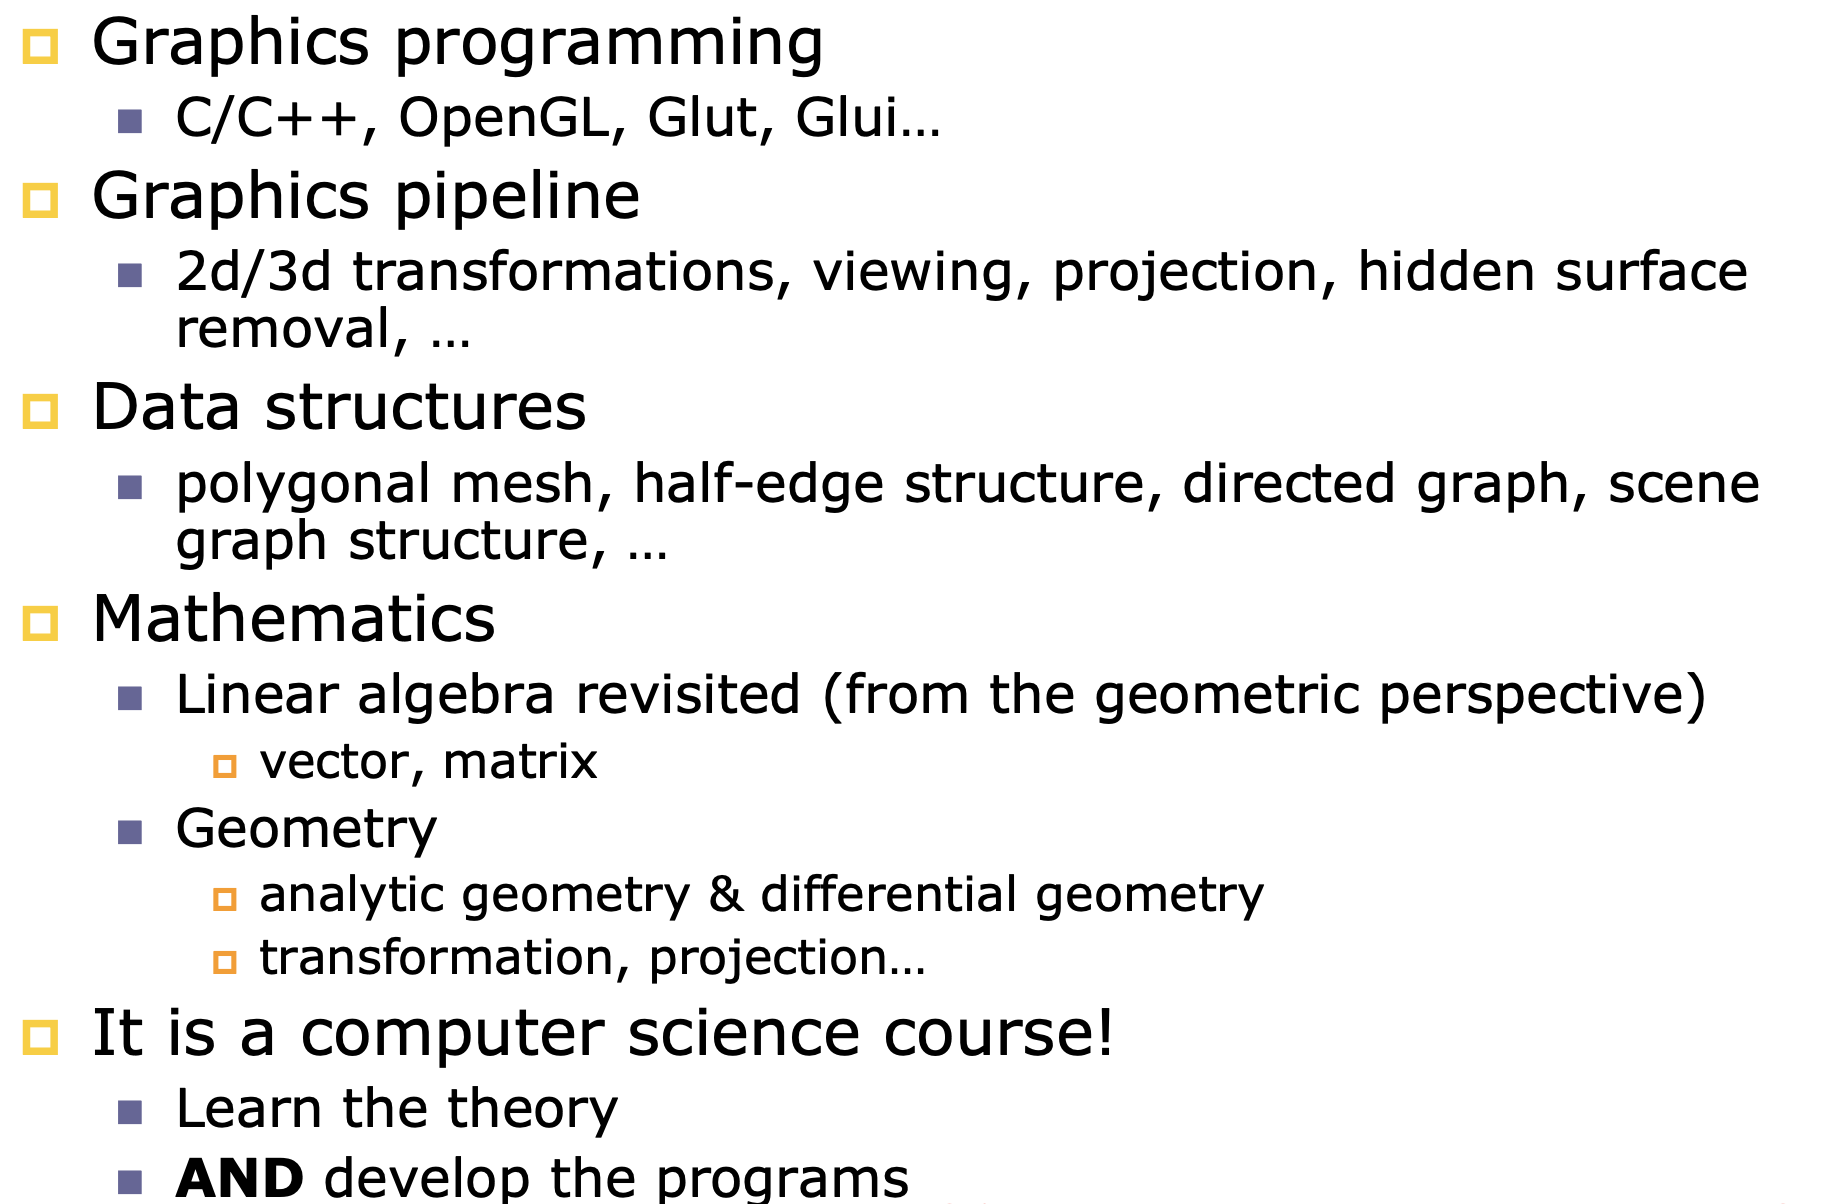 Graphics programming
C/C++, OpenGL, Glut, Glui…
Graphics pipeline
2d/3d transformations, viewing, projection, hidden surface
removal, …
Data structures
polygonal mesh, half-edge structure, directed graph, scene
graph structure, …
Mathematics
Linear algebra revisited (from the geometric perspective)
vector, matrix
Geometry
analytic geometry & differential geometry
transformation, projection…
It is a computer science course!
Learn the theory
AND develop the programs